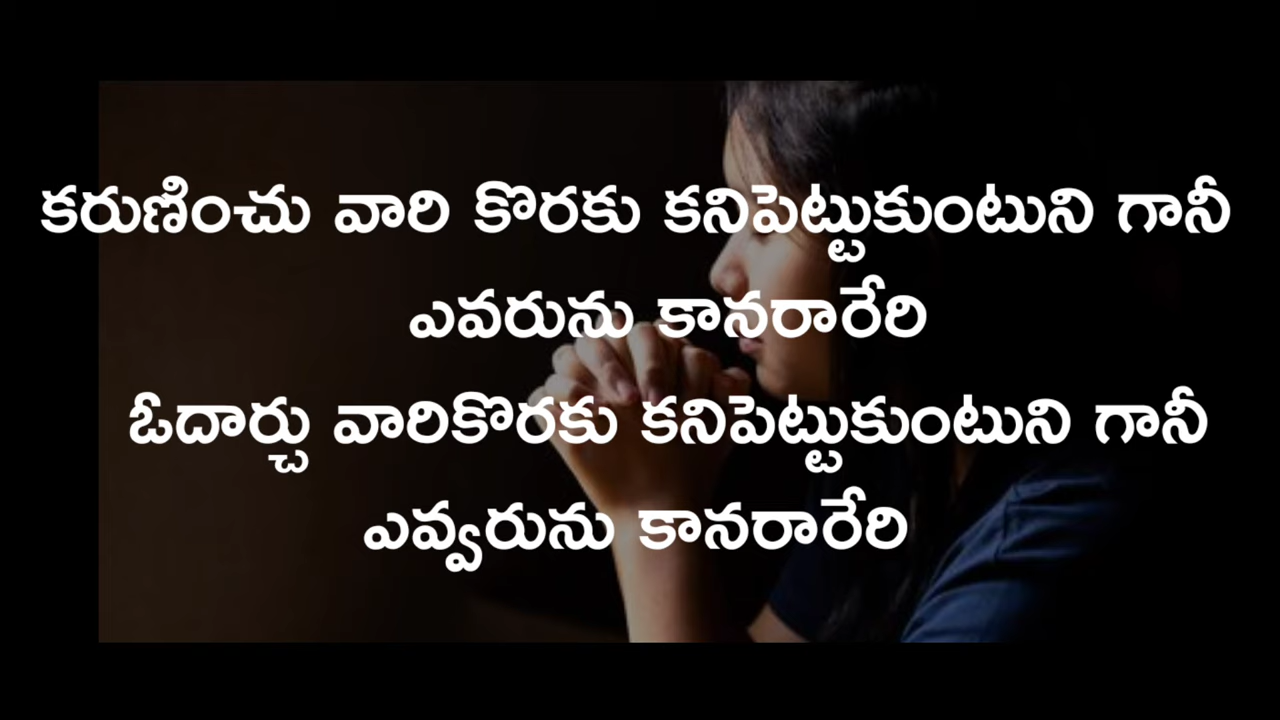 కరుణించు వారి కొరకు కనిపెట్టుకుంటుని గానీ
ఎవరును కానరారేరి
ఓదార్చు వారికొరకు కనిపెట్టుకుంటుని గానీ
ఎవ్వరును కానరారేరి